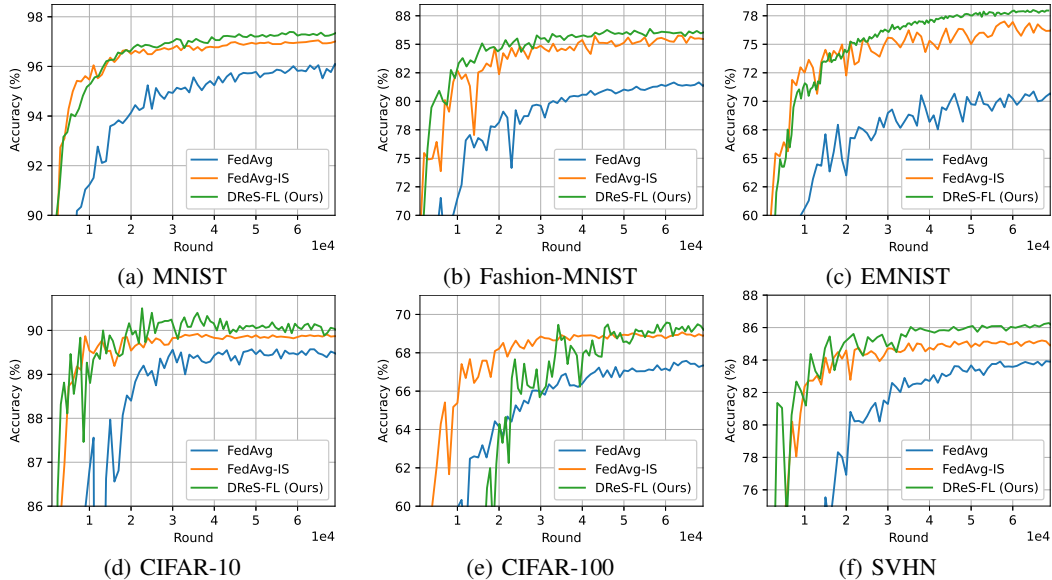 98
96
94
92
90
Accuracy (%)
FedAvg
FedAvg-IS
DReS-FL (Ours)
1 2 3 4 5 6
Round
1e4
(a) MNIST
88
85
82
80
78
75
72
70
Accuracy (%)
FedAvg
FedAvg-IS
DReS-FL (Ours)
1 2 3 4 5 6
Round
1e4
(b) Fashion-MNIST
78
75
72
70
67
65
62
60
Accuracy (%)
FedAvg
FedAvg-IS
DReS-FL (Ours)
1 2 3 4 5 6
Round
1e4
(c) EMNIST
90
89
88
87
86
Accuracy (%)
FedAvg
FedAvg-IS
DReS-FL (Ours)
1 2 3 4 5 6
Round
1e4
(d) CIFAR-10
70
68
66
64
62
60
Accuracy (%)
FedAvg
FedAvg-IS
DReS-FL (Ours)
1 2 3 4 5 6
Round
1e4
(e) CIFAR-100
88
86
84
82
80
78
76
Accuracy (%)
FedAvg
FedAvg-IS
DReS-FL (Ours)
1 2 3 4 5 6
Round
1e4
(f) SVHN